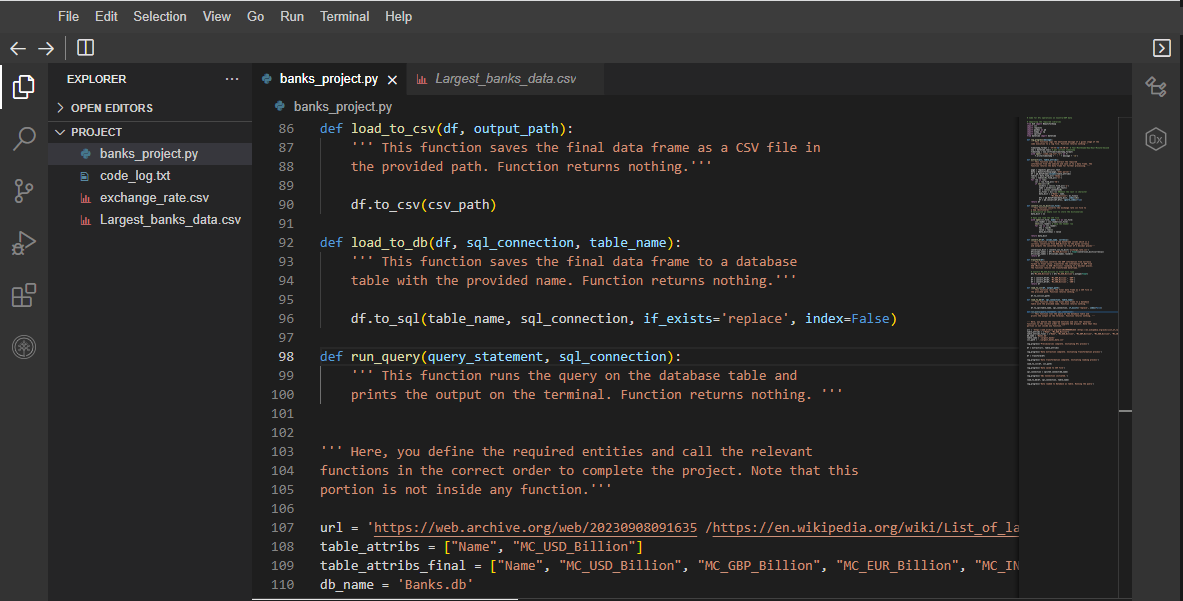 File Edit Selection View Go Run Terminal Help
EXPLORER ...
OPEN EDITORS
PROJECT
banks_project.py
code_log.txt
exchange_rate.csv
Largest_banks_data.csv
banks_project.py Largest_banks_data.csv
banks_project.py
86 def load_to_csv(df, output_path):
87 ''' This function saves the final data frame as a CSV file in
88 the provided path. Function returns nothing.'''
89
90 df.to_csv(csv_path)
91
92 def load_to_db(df, sql_connection, table_name):
93 ''' This function saves the final data frame to a database
94 table with the provided name. Function returns nothing.'''
95
96 df.to_sql(table_name, sql_connection, if_exists='replace', index=False)
97
98 def run_query(query_statement, sql_connection):
99 ''' This function runs the query on the database table and
100 prints the output on the terminal. Function returns nothing. '''
101
102
103 ''' Here, you define the required entities and call the relevant
104 functions in the correct order to complete the project. Note that this
105 portion is not inside any function.'''
106
107 url = 'https://web.archive.org/web/20230908091635 /https://en.wikipedia.org/wiki/List_of_la
108 table_attribs = ["Name", "MC_USD_Billion"]
109 table_attribs_final = ["Name", "MC_USD_Billion", "MC_GBP_Billion", "MC_EUR_Billion", "MC_IN
110 db_name = 'Banks.db'
0x